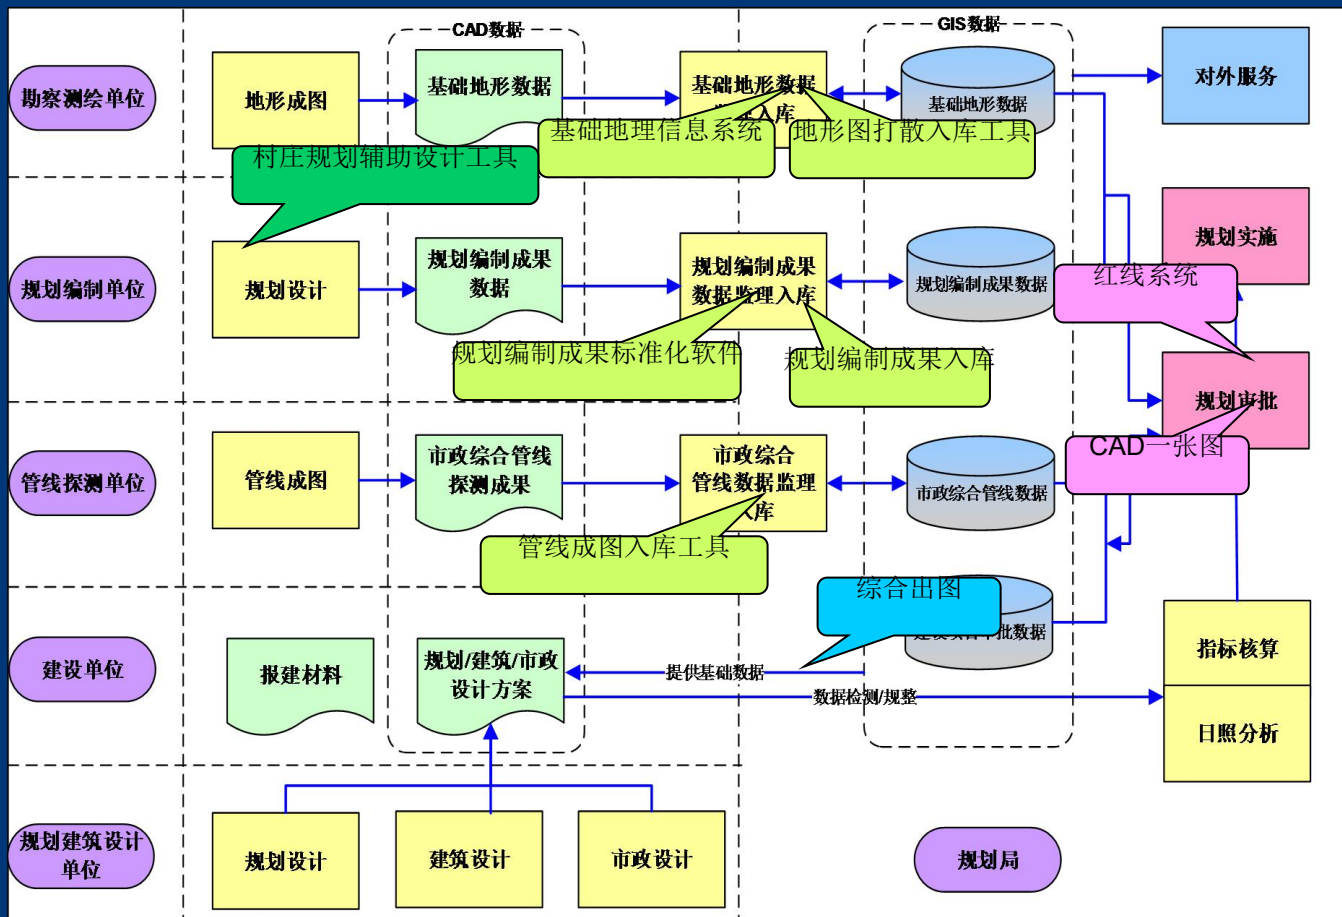 CAD数据
GIS数据
勘察测绘单位
地形成图
基础地形数据
基础地形数据
入库
基础地形数据
对外服务
村庄规划辅助设计工具
基础地理信息系统
地形图打散入库工具
规划编制单位
规划设计
规划编制成果
数据
规划编制成果
数据监理入库
规划编制成果数据
规划实施
红线系统
规划编制成果标准化软件
规划编制成果入库
规划审批
CAD一张图
管线探测单位
管线成图
市政综合管线
探测成果
市政综合
管线数据监理
入库
市政综合管线数据
管线成图入库工具
综合出图
建设单位
报建材料
规划/建筑/市政
设计方案
提供基础数据
数据检测/规整
建设项目审批数据
指标核算
日照分析
规划建筑设计
单位
规划设计
建筑设计
市政设计
规划局